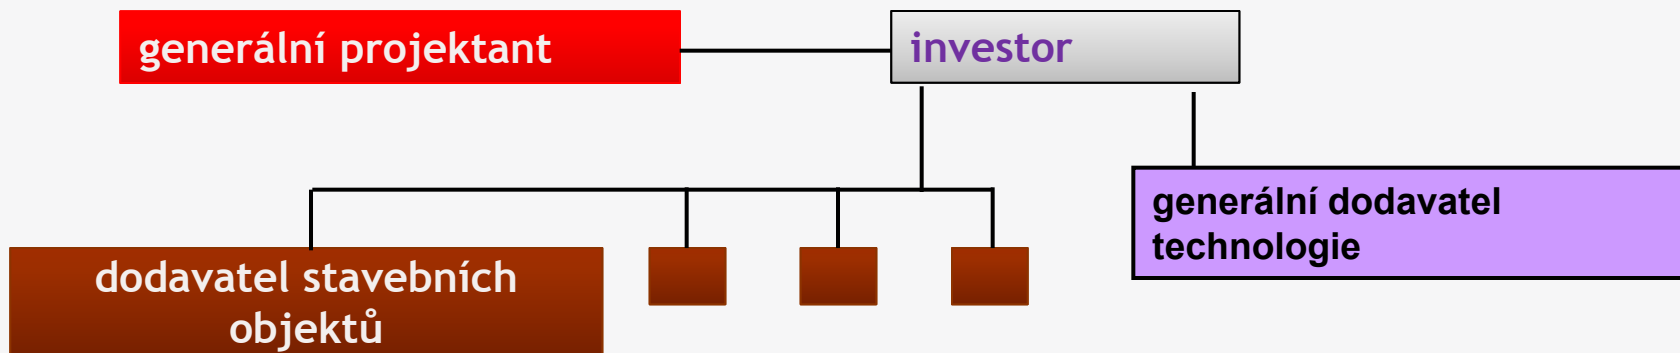 generální projektant
investor
generální dodavatel
technologie
dodavatel stavebních
objektů